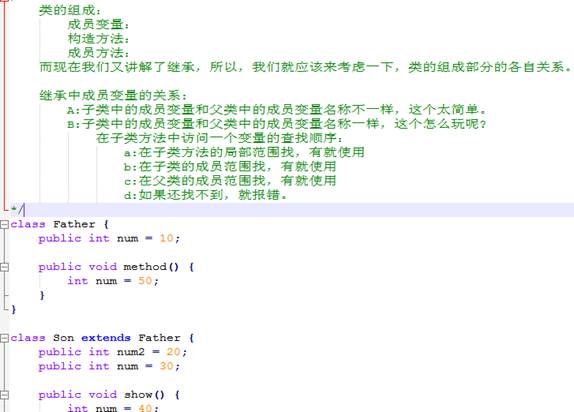 类的组成：
成员变量：
构造方法：
成员方法：
而现在我们又讲解了继承，所以，我们就应该来考虑一下，类的组成部分的各自关系。
继承中成员变量的关系：
A:子类中的成员变量和父类中的成员变量名称不一样，这个太简单。
B:子类中的成员变量和父类中的成员变量名称一样，这个怎么玩呢?
在子类方法中访问一个变量的查找顺序：
a:在子类方法的局部范围找，有就使用
b:在子类的成员范围找，有就使用
c:在父类的成员范围找，有就使用
d:如果还找不到，就报错。
*/
class Father {
public int num = 10;
public void method() {
int num = 50;
}
}
class Son extends Father {
public int num2 = 20;
public int num = 30;
public void show() {
int num = 40;